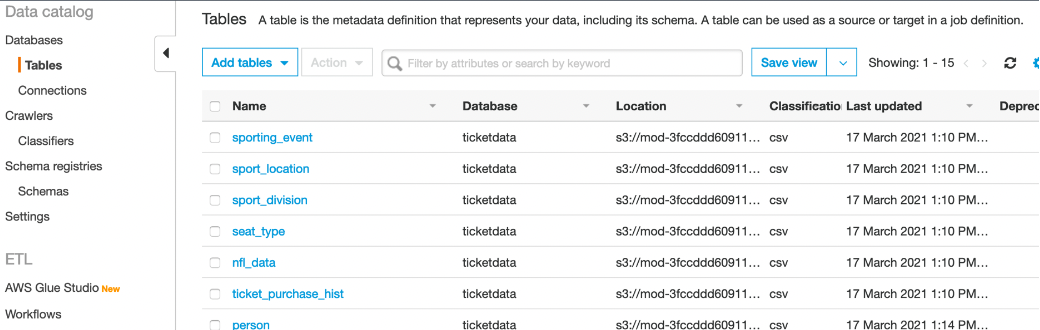 Data catalog
Databases
Tables
Connections
Crawlers
Classifiers
Schema registries
Schemas
Settings
ETL
AWS Glue Studio New
Workflows
Tables A table is the metadata definition that represents your data, including its schema. A table can be used as a source or target in a job definition.
Add tables Action Filter by attributes or search by keyword Save view Showing: 1 - 15
Name Database Location Classificatio Last updated Deprec
sporting_event ticketdata s3://mod-3fccddd60911... csv 17 March 2021 1:10 PM...
sport_location ticketdata s3://mod-3fccddd60911... csv 17 March 2021 1:10 PM...
sport_division ticketdata s3://mod-3fccddd60911... csv 17 March 2021 1:10 PM...
seat_type ticketdata s3://mod-3fccddd60911... csv 17 March 2021 1:10 PM...
nfl_data ticketdata s3://mod-3fccddd60911... csv 17 March 2021 1:10 PM...
ticket_purchase_hist ticketdata s3://mod-3fccddd60911... csv 17 March 2021 1:10 PM...
person ticketdata s3://mod-3fccddd60911... csv 17 March 2021 1:14 PM...